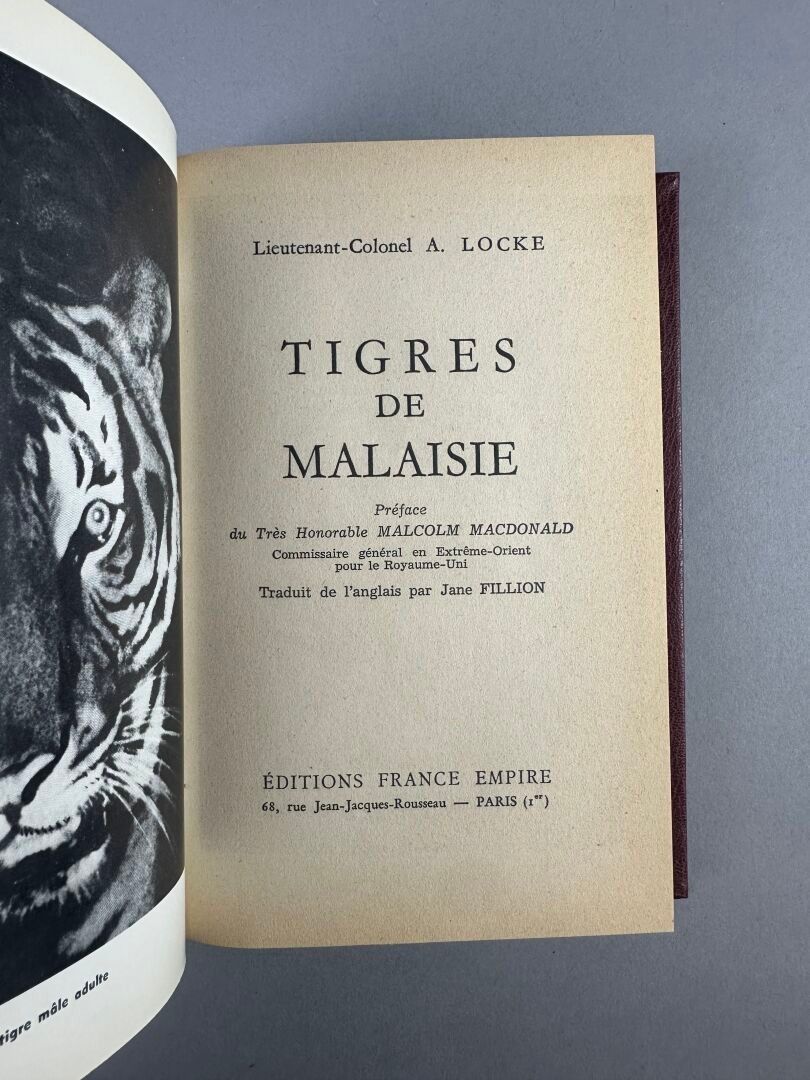 tigre mâle adulte
Lieutenant-Colonel A. LOCKE
TIGRES
DE
MALAISIE
Préface
du Très Honorable MALCOLM MACDONALD
Commissaire général en Extrême-Orient
pour le Royaume-Uni
Traduit de l'anglais par Jane FILLION
ÉDITIONS FRANCE EMPIRE
68, rue Jean-Jacques-Rousseau — PARIS (1er)